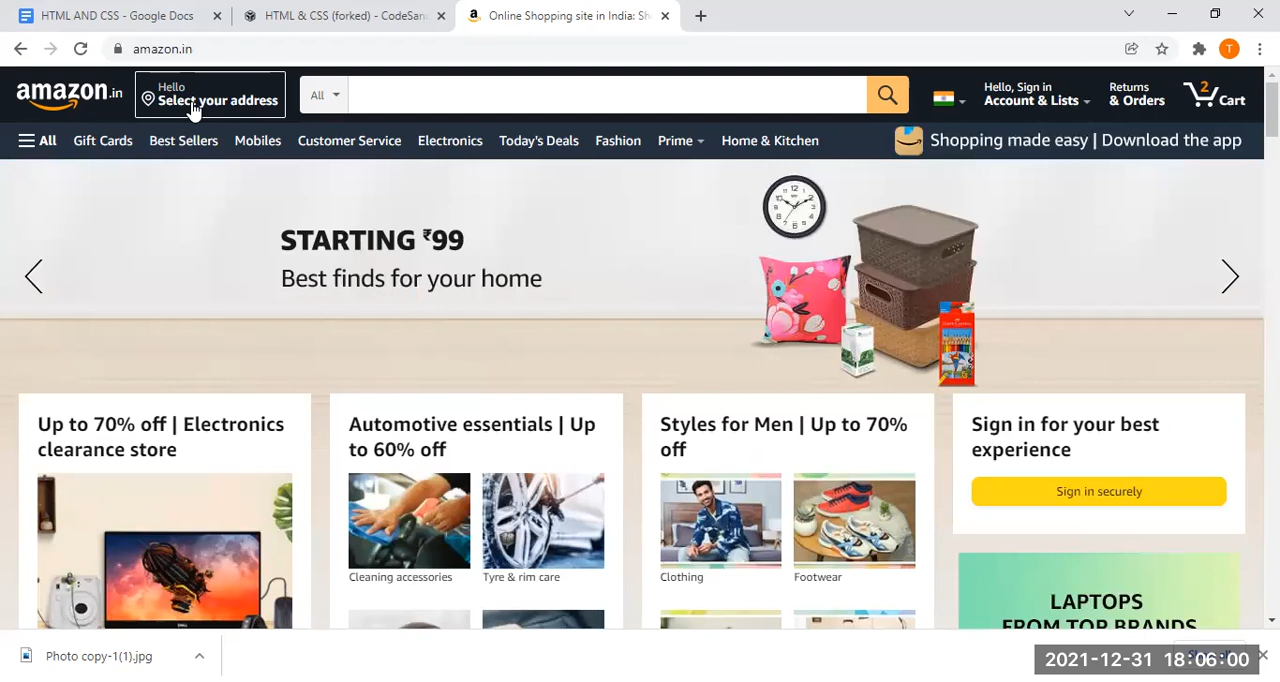 HTML AND CSS - Google Docs
HTML & CSS (forked) - CodeSan
Online Shopping site in India: Sh
amazon.in
T
amazon.in
Hello
Select your address
All
Hello, Sign in
Account & Lists
Returns
& Orders
2
Cart
All
Gift Cards
Best Sellers
Mobiles
Customer Service
Electronics
Today's Deals
Fashion
Prime
Home & Kitchen
Shopping made easy | Download the app
STARTING ₹99
Best finds for your home
Up to 70% off | Electronics
clearance store
Automotive essentials | Up
to 60% off
Styles for Men | Up to 70%
off
Sign in for your best
experience
Sign in securely
Cleaning accessories
Tyre & rim care
Clothing
Footwear
LAPTOPS
FROM TOP BRANDS
Photo copy-1(1).jpg
2021-12-31 18:06:00